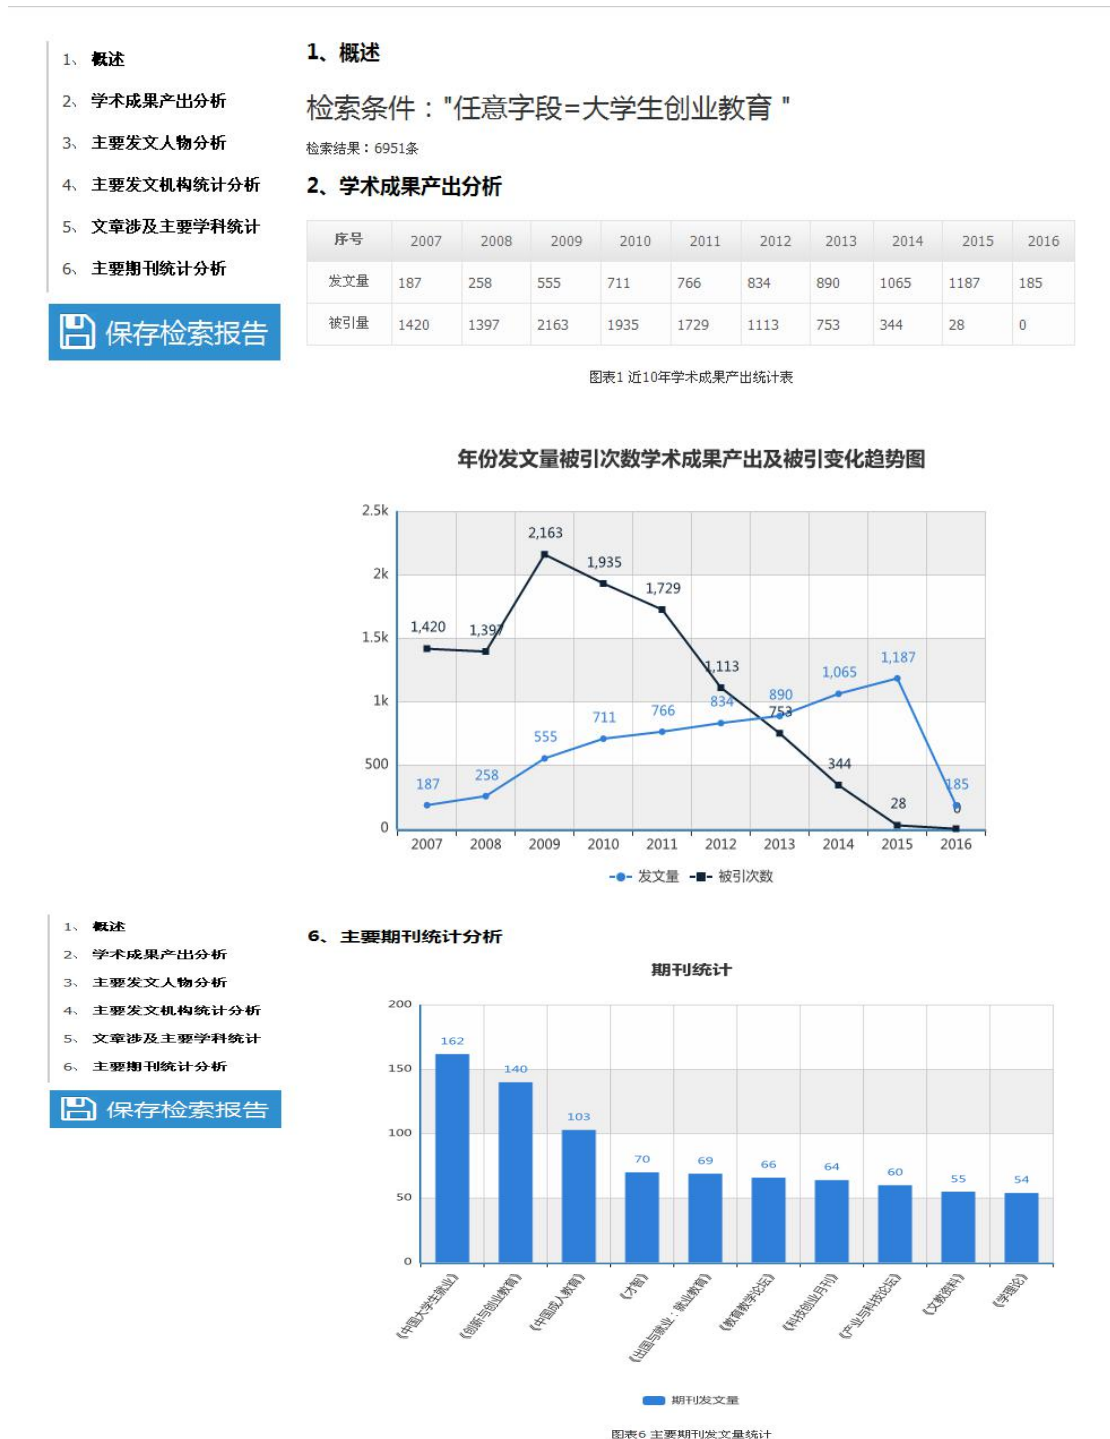 1、 概述
2、 学术成果产出分析
3、 主要发文人物分析
4、 主要发文机构统计分析
5、 文章涉及主要学科统计
6、 主要期刊统计分析
保存检索报告
1、概述
检索条件："任意字段=大学生创业教育 "
检索结果：6951条
2、学术成果产出分析
序号 2007 2008 2009 2010 2011 2012 2013 2014 2015 2016
发文量 187 258 555 711 766 834 890 1065 1187 185
被引量 1420 1397 2163 1935 1729 1113 753 344 28 0
图表1 近10年学术成果产出统计表
年份发文量被引次数学术成果产出及被引变化趋势图
2.5k
2k
1.5k
1k
500
0
1,420 1,397 2,163 1,935 1,729 1,113 753 344 28 0
187 258 555 711 766 834 890 1,065 1,187 185
2007 2008 2009 2010 2011 2012 2013 2014 2015 2016
发文量 被引次数
1、 概述
2、 学术成果产出分析
3、 主要发文人物分析
4、 主要发文机构统计分析
5、 文章涉及主要学科统计
6、 主要期刊统计分析
保存检索报告
6、主要期刊统计分析
期刊统计
200
150
100
50
0
162 140 103 70 69 66 64 60 55 54
《中国大学生就业》
《创新与创业教育》
《中国成人教育》
《才智》
《出国与就业：就业教育》
《教育教学论坛》
《科技创业月刊》
《产业与科技论坛》
《文教资料》
《学理论》
期刊发文量
图表6 主要期刊发文量统计